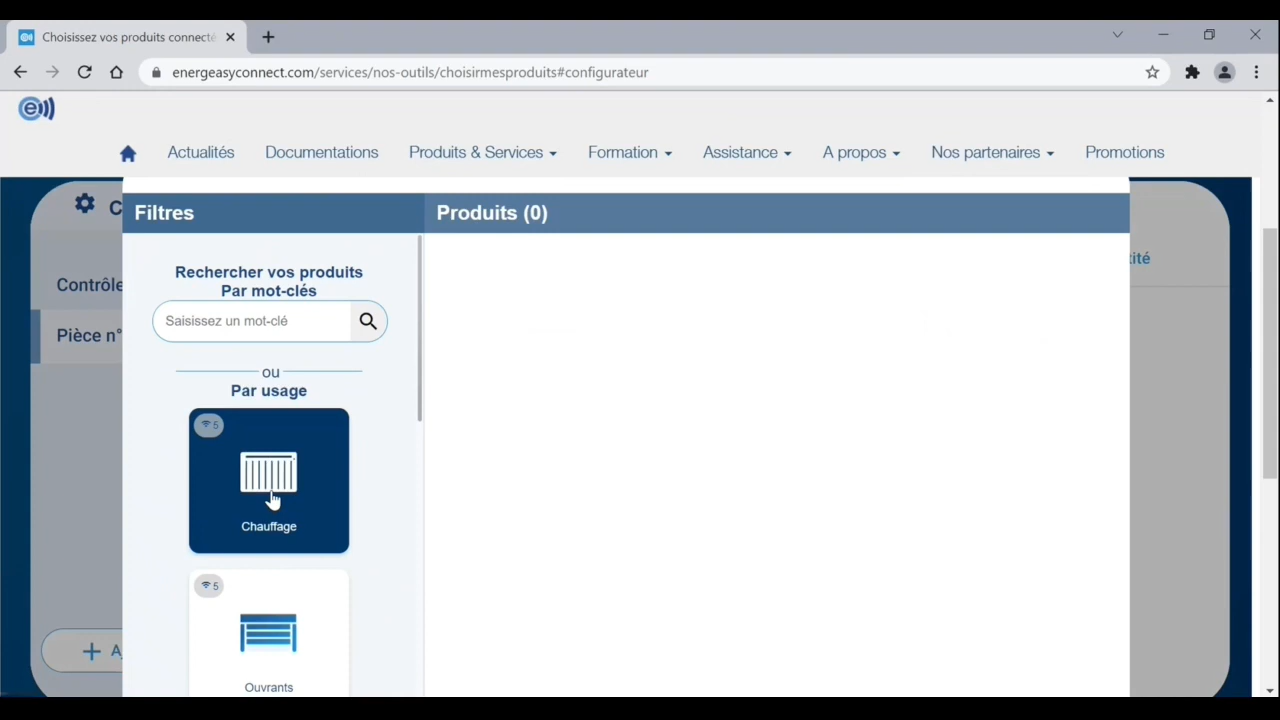 Choisissez vos produits connecté
energeasyconnect.com/services/nos-outils/choisirmesproduits#configurateur
e
Actualités
Documentations
Produits & Services
Formation
Assistance
A propos
Nos partenaires
Promotions
C
Filtres
Produits (0)
Contrôle
Pièce n°
Rechercher vos produits
Par mot-clés
Saisissez un mot-clé
ou
Par usage
5
Chauffage
5
Ouvrants
+ A